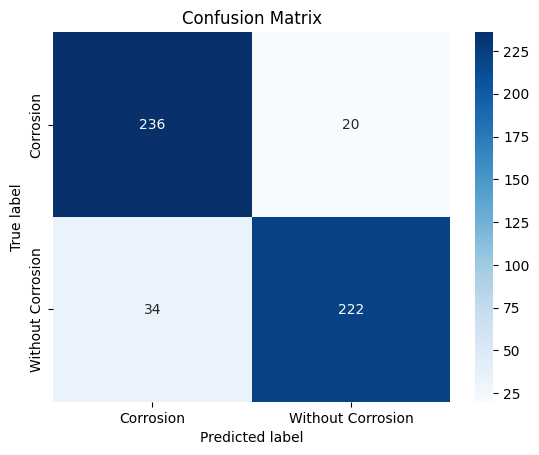 Confusion Matrix
True label
Corrosion
Without Corrosion
236
20
34
222
Corrosion
Without Corrosion
Predicted label
225
200
175
150
125
100
75
50
25